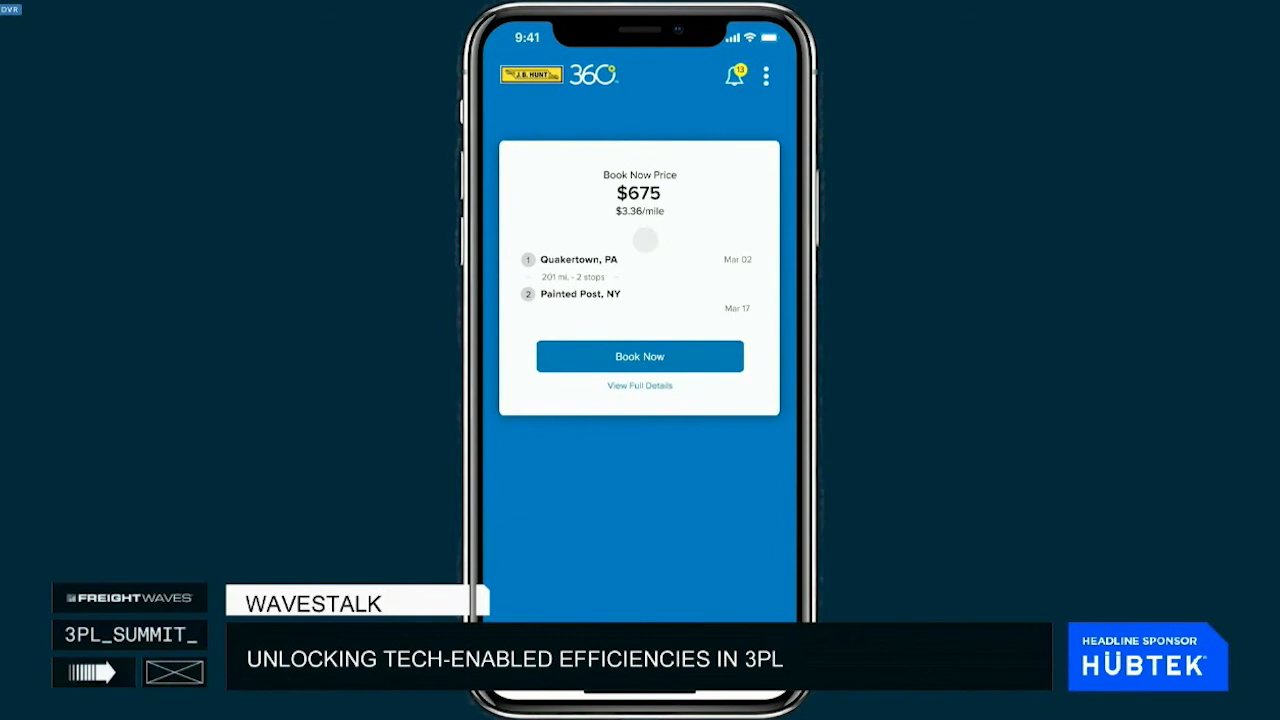 DVR
9:41
J.B. HUNT 360°
13
Book Now Price
$675
$3.36/mile
1 Quakertown, PA Mar 02
201 mi. - 2 stops
2 Painted Post, NY
Mar 17
Book Now
View Full Details
FREIGHTWAVES
3PL_SUMMIT_
WAVESTALK
UNLOCKING TECH-ENABLED EFFICIENCIES IN 3PL
HEADLINE SPONSOR
HÜBTEK